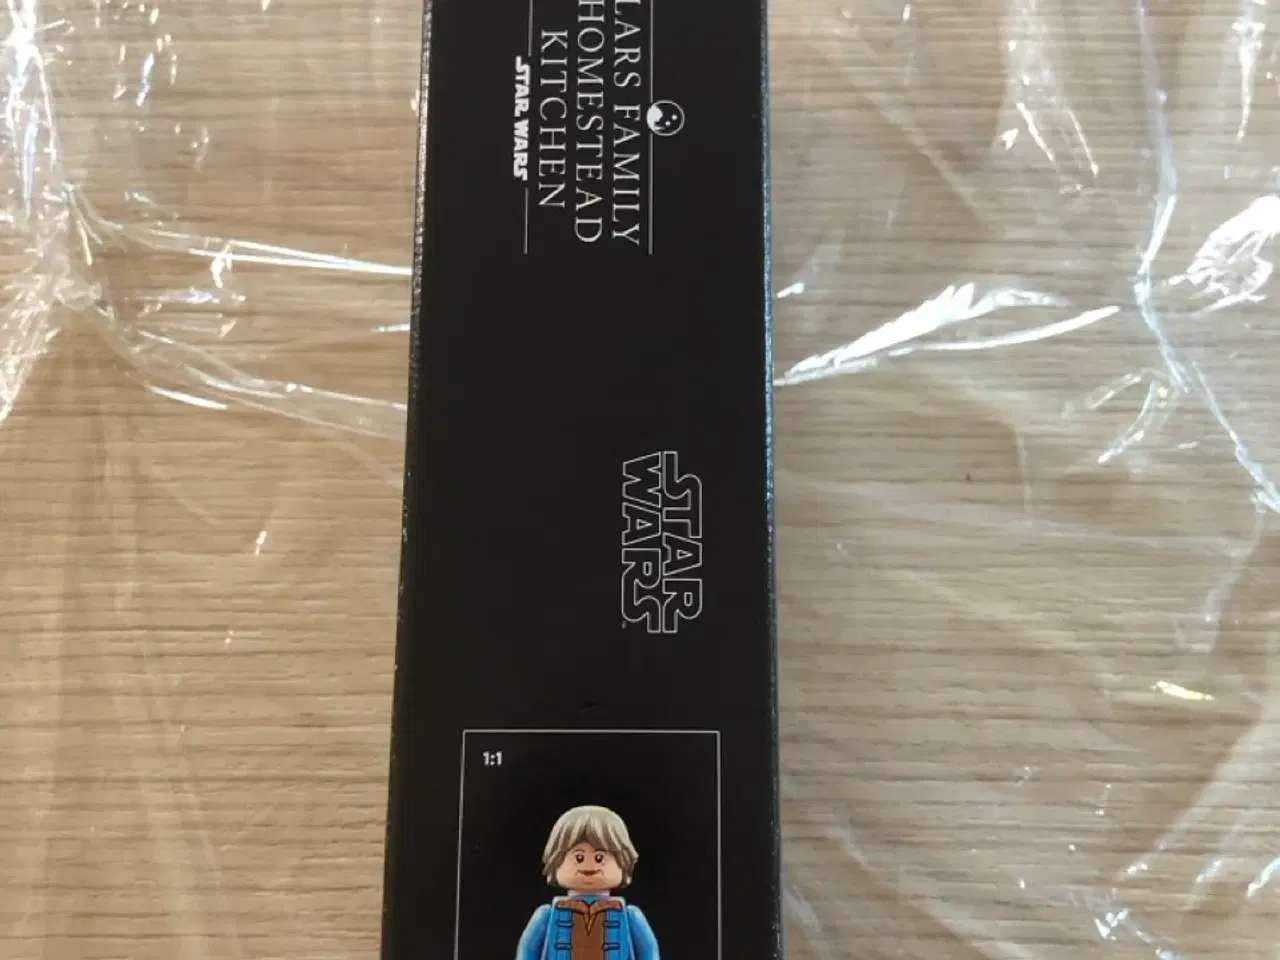 LARS FAMILY
HOMESTEAD
KITCHEN
STAR WARS
STAR
WARS
1:1